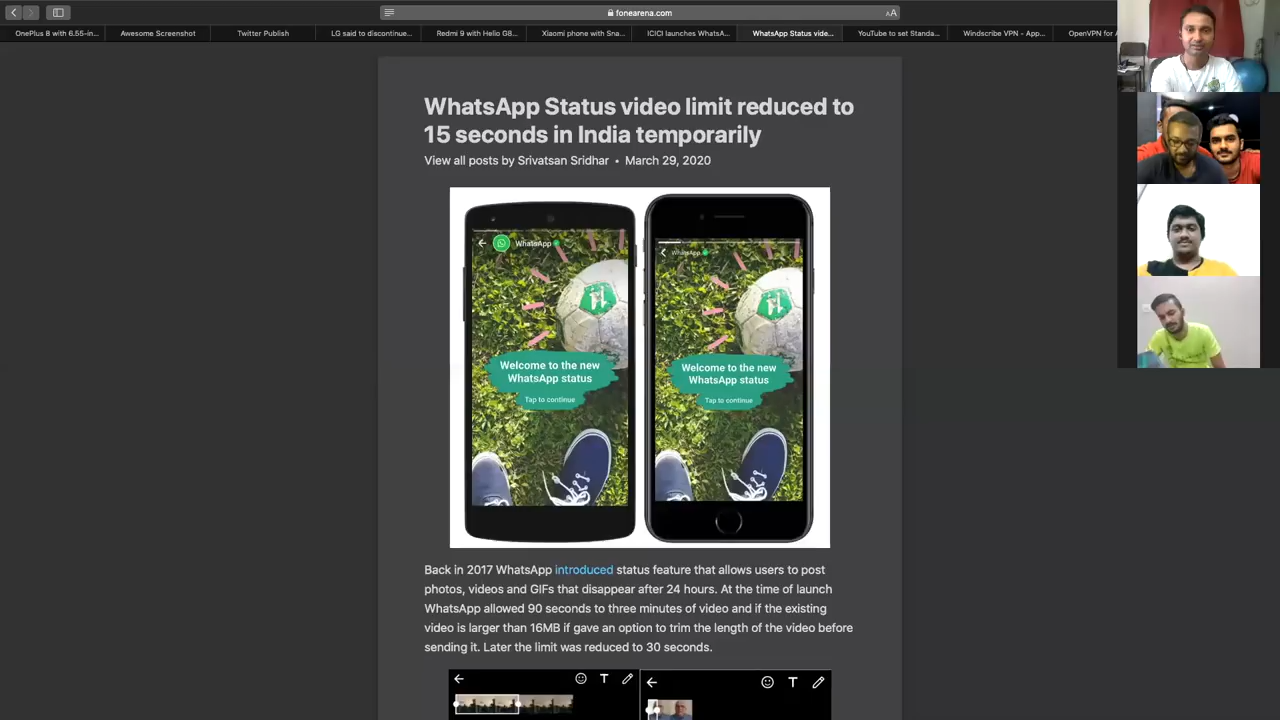 fonearena.com
AA
OnePlus 8 with 6.55-in...
Awesome Screenshot
Twitter Publish
LG said to discontinue...
Redmi 9 with Helio G8...
Xiaomi phone with Sna...
ICICI launches WhatsA...
WhatsApp Status vide...
YouTube to set Standa...
Windscribe VPN - App...
OpenVPN for A
WhatsApp Status video limit reduced to
15 seconds in India temporarily
View all posts by Srivatsan Sridhar • March 29, 2020
WhatsApp
Welcome to the new
WhatsApp status
Tap to continue
WhatsApp
Welcome to the new
WhatsApp status
Tap to continue
Back in 2017 WhatsApp introduced status feature that allows users to post
photos, videos and GIFs that disappear after 24 hours. At the time of launch
WhatsApp allowed 90 seconds to three minutes of video and if the existing
video is larger than 16MB if gave an option to trim the length of the video before
sending it. Later the limit was reduced to 30 seconds.
T
T